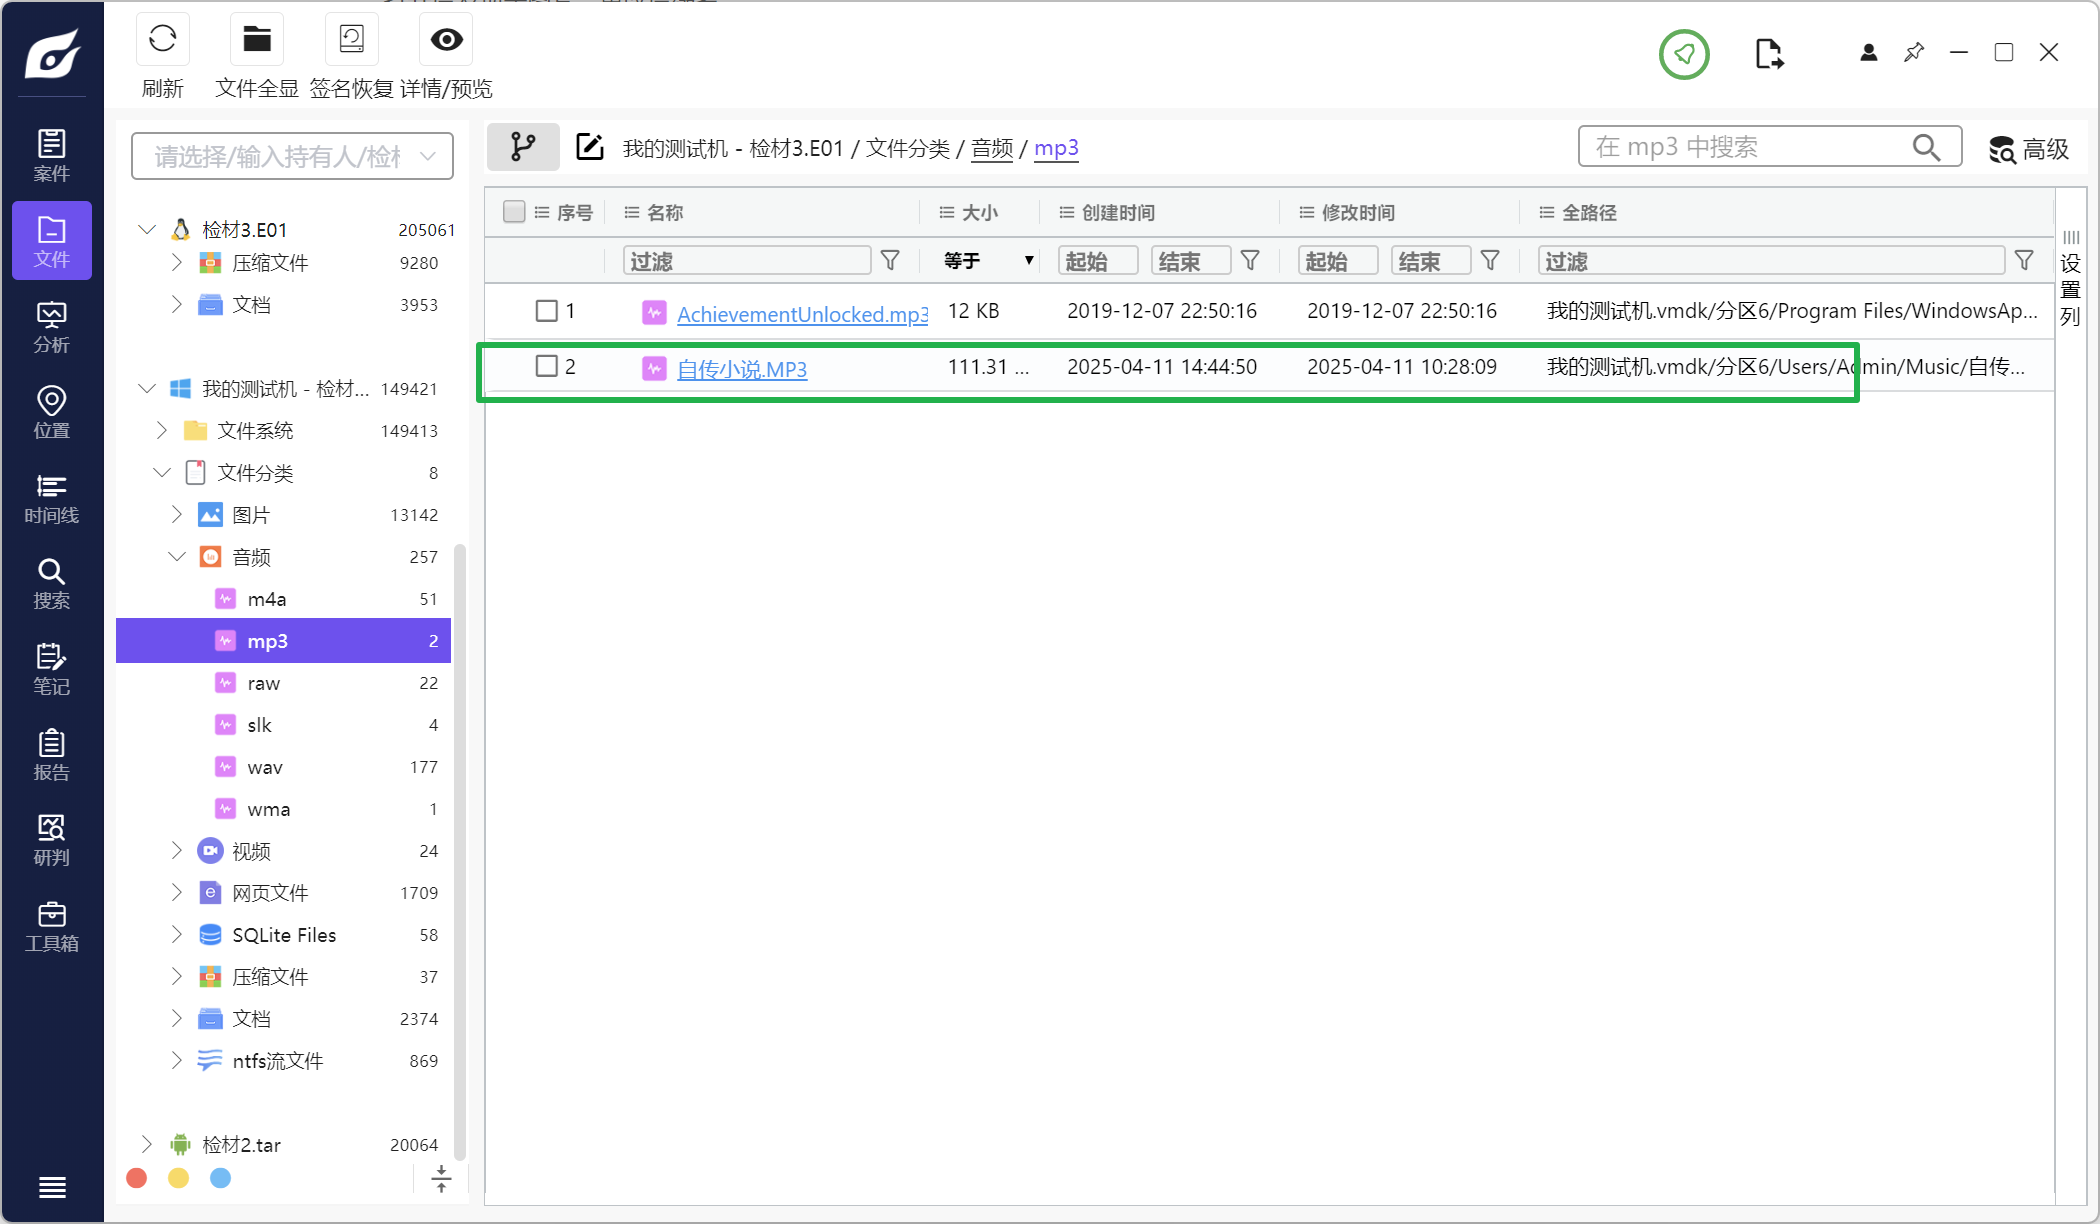 刷新
文件全显
签名恢复
详情/预览
案件
文件
分析
位置
时间线
搜索
笔记
报告
研判
工具箱
请选择/输入持有人/检
检材3.E01 205061
压缩文件 9280
文档 3953
我的测试机 - 检材... 149421
文件系统 149413
文件分类 8
图片 13142
音频 257
m4a 51
mp3 2
raw 22
slk 4
wav 177
wma 1
视频 24
网页文件 1709
SQLite Files 58
压缩文件 37
文档 2374
ntfs流文件 869
检材2.tar 20064
我的测试机 - 检材3.E01 / 文件分类 / 音频 / mp3
在 mp3 中搜索
高级
序号 名称 大小 创建时间 修改时间 全路径
过滤 等于 起始 结束 起始 结束 过滤
1 AchievementUnlocked.mp3 12 KB 2019-12-07 22:50:16 2019-12-07 22:50:16 我的测试机.vmdk/分区6/Program Files/WindowsAp...
2 自传小说.MP3 111.31 ... 2025-04-11 14:44:50 2025-04-11 10:28:09 我的测试机.vmdk/分区6/Users/Admin/Music/自传...
设置列